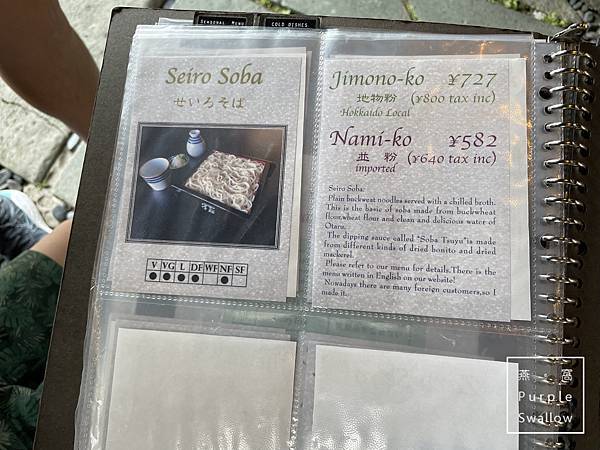 SEASONAL MENU
COLD DISHES
Seiro Soba
せいろそば
V VG L DF WF NF SF
Jimono-ko ¥727
地物粉 (¥800 tax inc)
Hokkaido Local
Nami-ko ¥582
並粉 (¥640 tax inc)
imported
Seiro Soba:
Plain buckweat noodles served with a chilled broth.
This is the basic of soba made from buckwheat
flour,wheat flour and clean and delicious water of
Otaru.
The dipping sauce called "Soba Tsuyu"is made
from different kinds of dried bonito and dried
mackerel.
Please refer to our menu for details.There is the
menu written in English on our website!
Nowadays there are many foreign customers,so I
made it.
燕・窩
Purple
Swallow